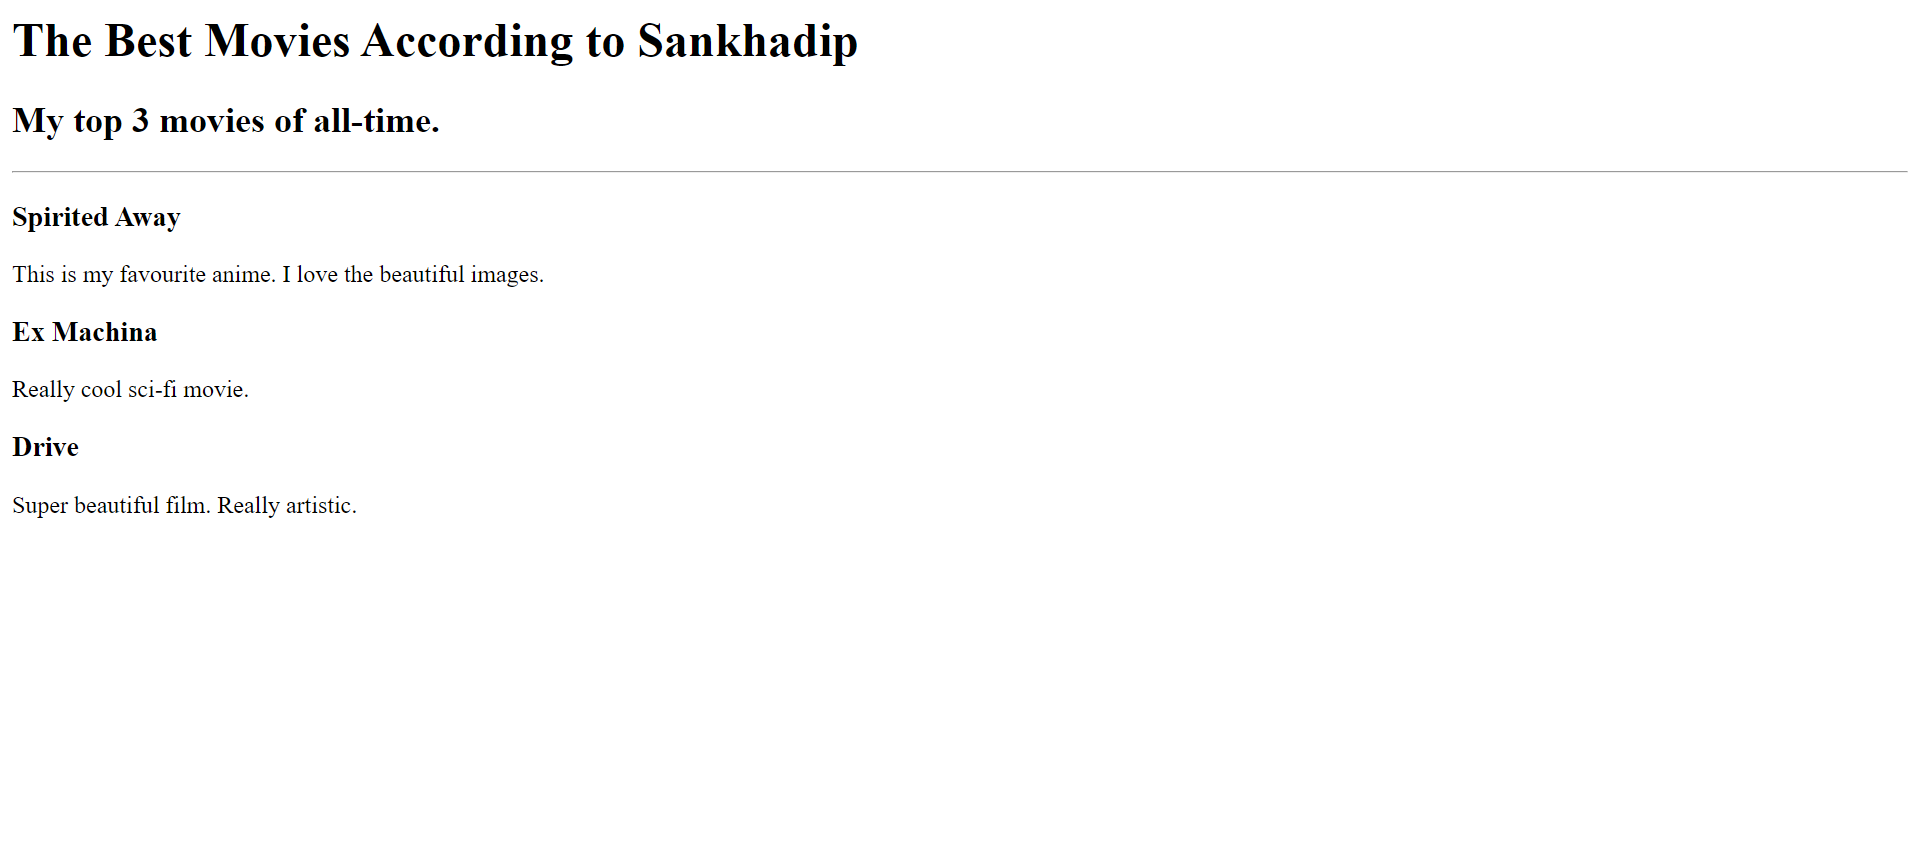 The Best Movies According to Sankhadip
My top 3 movies of all-time.
Spirited Away
This is my favourite anime. I love the beautiful images.
Ex Machina
Really cool sci-fi movie.
Drive
Super beautiful film. Really artistic.